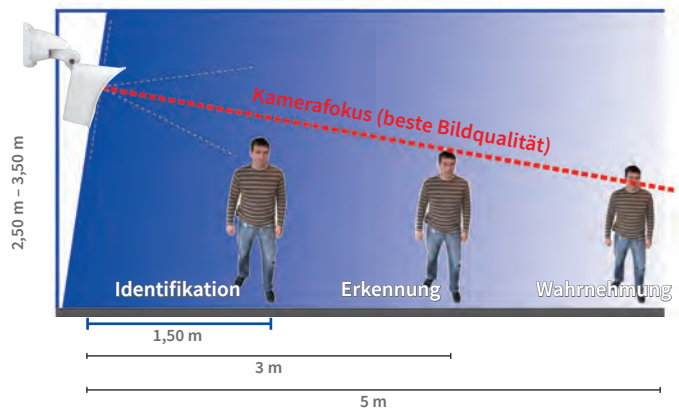 Kamerafokus (beste Bildqualität)
2,50 m – 3,50 m
Identifikation
Erkennung
Wahrnehmung
1,50 m
3 m
5 m